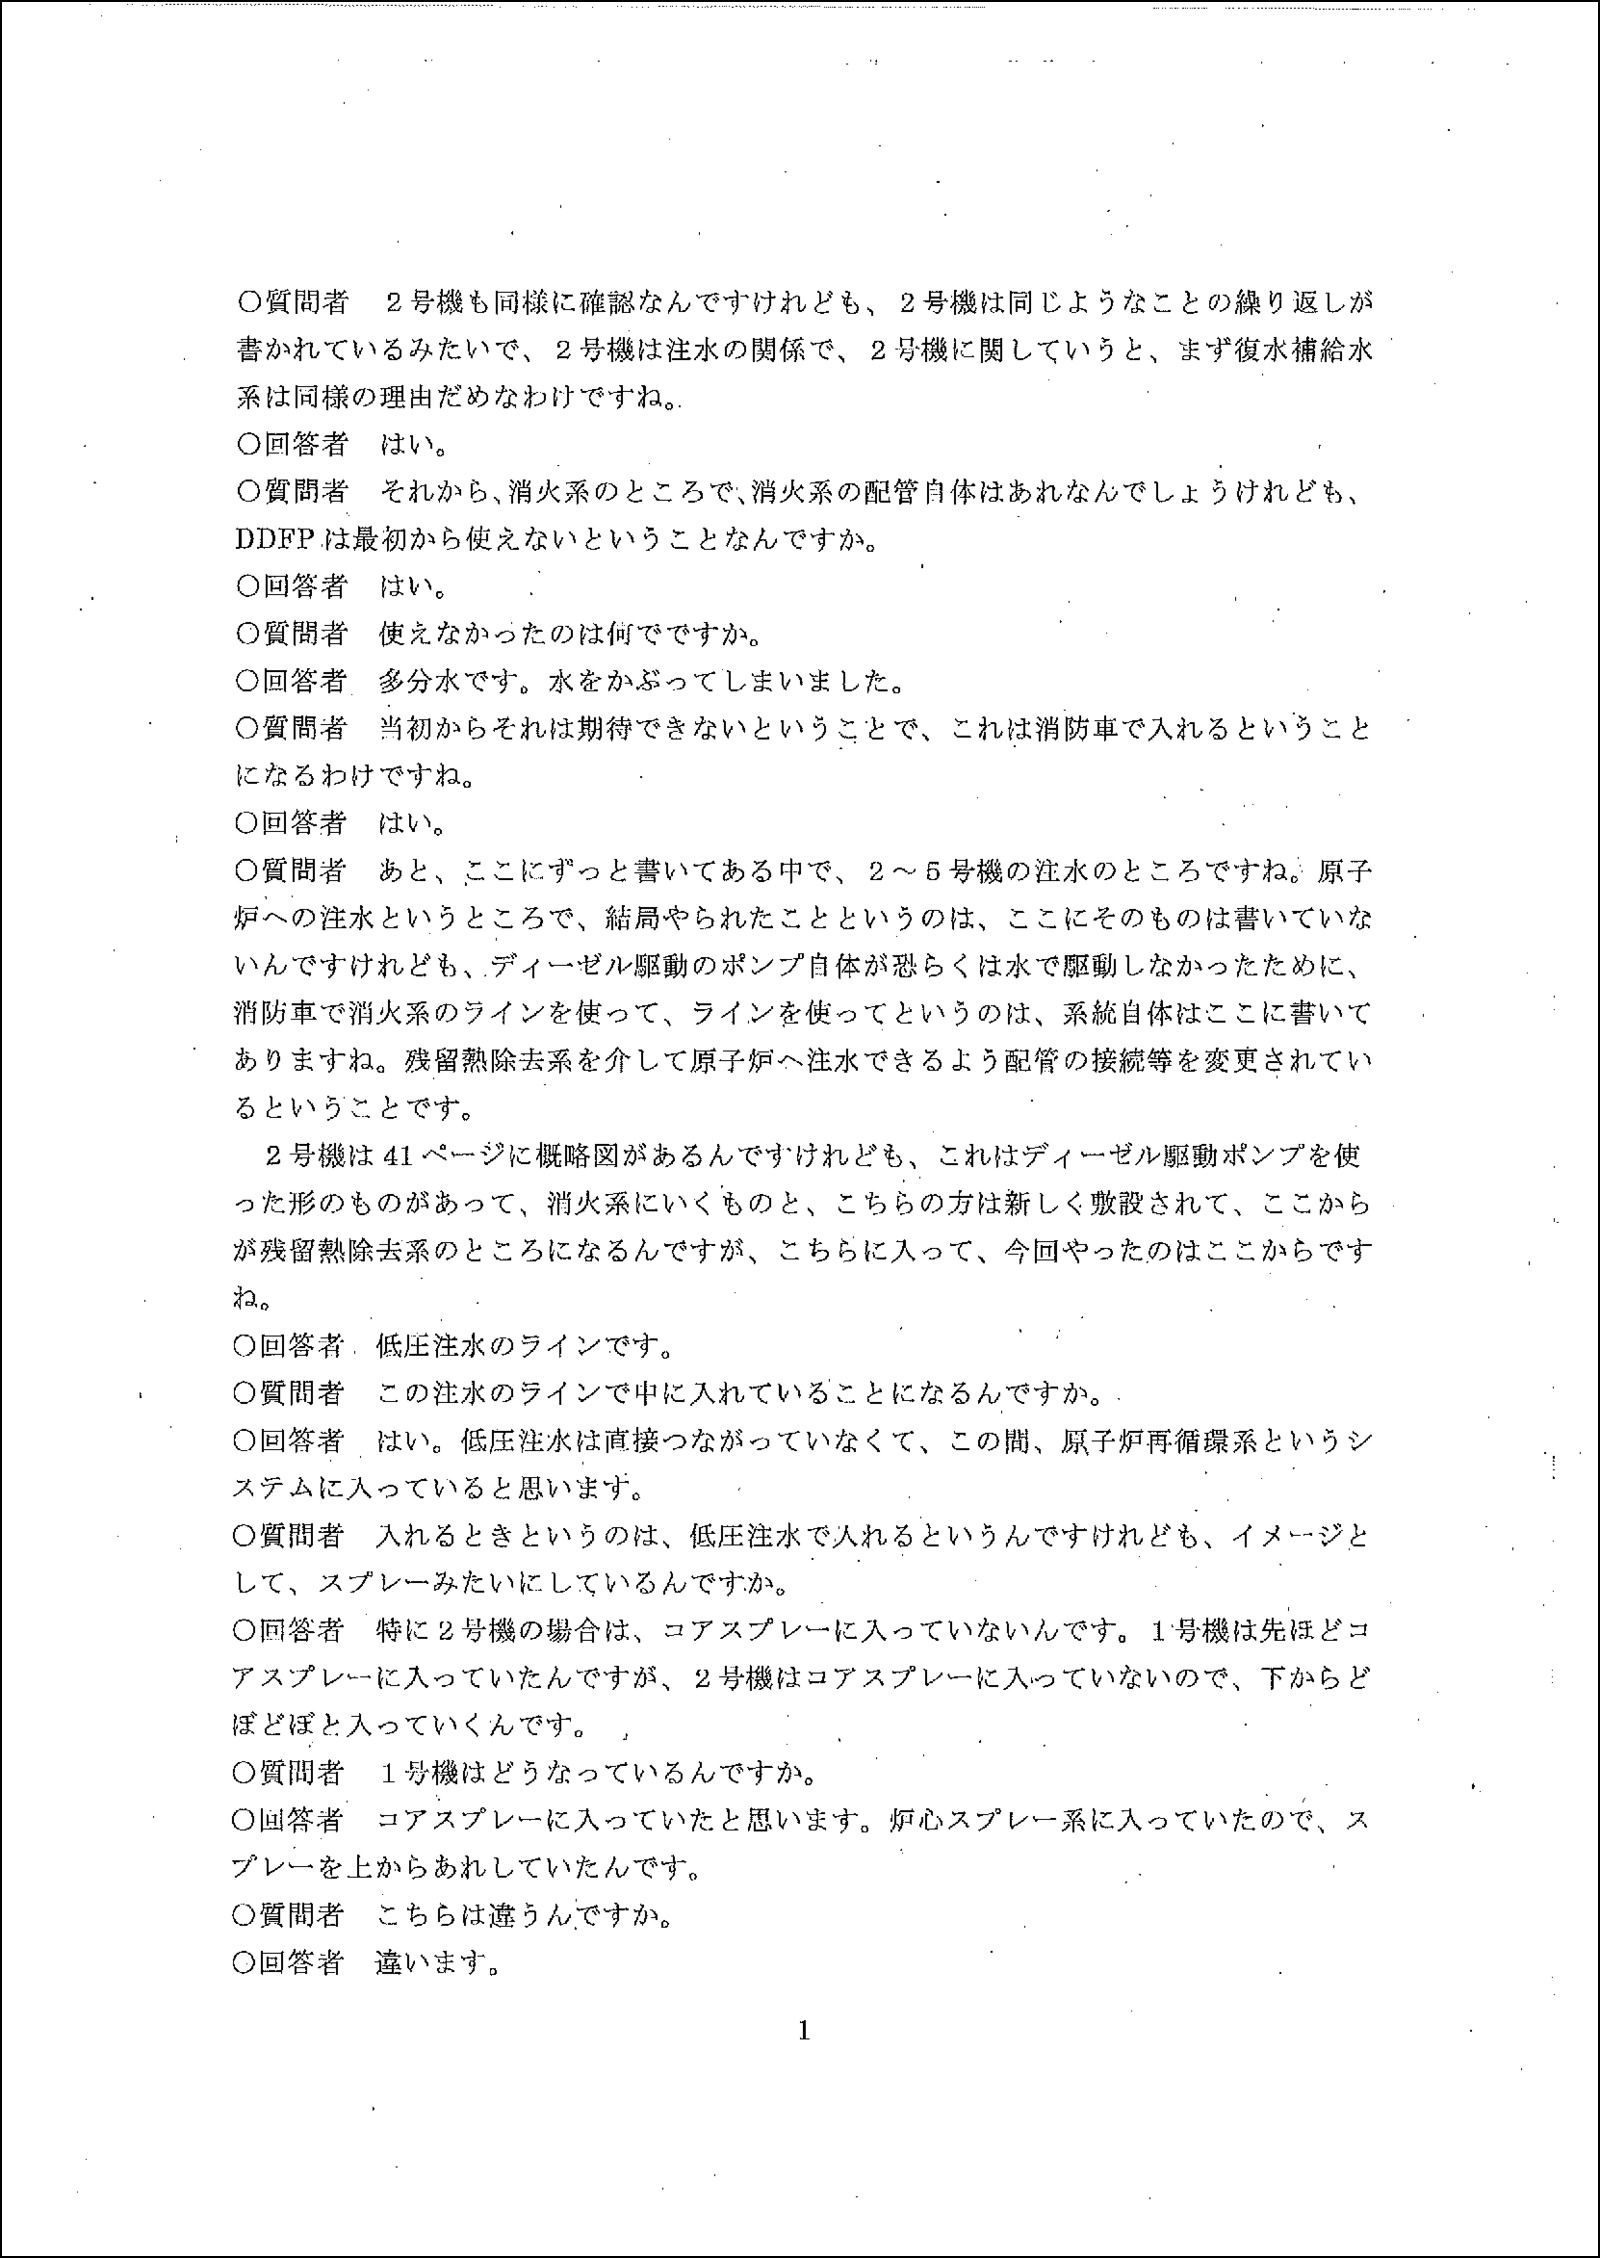 ○質問者　２号機も同様に確認なんですけれども、２号機は同じようなことの繰り返しが
書かれているみたいで、２号機は注水の関係で、２号機に関していうと、まず復水補給水
系は同様の理由だめなわけですね。
○回答者　はい。
○質問者　それから、消火系のところで、消火系の配管自体はあれなんでしょうけれども、
DDFP は最初から使えないということなんですか。
○回答者　はい。
○質問者　使えなかったのは何でですか。
○回答者　多分水です。水をかぶってしまいました。
○質問者　当初からそれは期待できないということで、これは消防車で入れるということ
になるわけですね。
○回答者　はい。
○質問者　あと、ここにずっと書いてある中で、２～５号機の注水のところですね。原子
炉への注水というところで、結局やられたことというのは、ここにそのものは書いていな
いんですけれども、ディーゼル駆動のポンプ自体が恐らくは水で駆動しなかったために、
消防車で消火系のラインを使って、ラインを使ってというのは、系統自体はここに書いて
ありますね。残留熱除去系を介して原子炉へ注水できるよう配管の接続等を変更されてい
るということです。
　２号機は 41 ページに概略図があるんですけれども、これはディーゼル駆動ポンプを使
った形のものがあって、消火系にいくものと、こちらの方は新しく敷設されて、ここから
が残留熱除去系のところになるんですが、こちらに入って、今回やったのはここからです
ね。
○回答者　低圧注水のラインです。
○質問者　この注水のラインで中に入れていることになるんですか。
○回答者　はい。低圧注水は直接つながっていなくて、この間、原子炉再循環系というシ
ステムに入っていると思います。
○質問者　入れるときというのは、低圧注水で入れるというんですけれども、イメージと
して、スプレーみたいにしているんですか。
○回答者　特に２号機の場合は、コアスプレーに入っていないんです。１号機は先ほどコ
アスプレーに入っていたんですが、２号機はコアスプレーに入っていないので、下からど
ぼどぼと入っていくんです。
○質問者　１号機はどうなっているんですか。
○回答者　コアスプレーに入っていたと思います。炉心スプレー系に入っていたので、ス
プレーを上からあれしていたんです。
○質問者　こちらは違うんですか。
○回答者　違います。
1